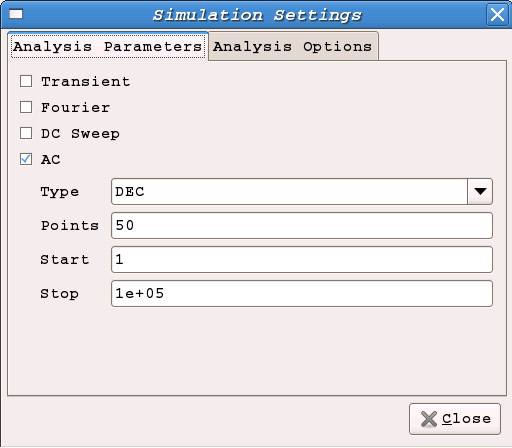 Simulation Settings
Analysis Parameters
Analysis Options
Transient
Fourier
DC Sweep
AC
Type
DEC
Points
50
Start
1
Stop
1e+05
Close